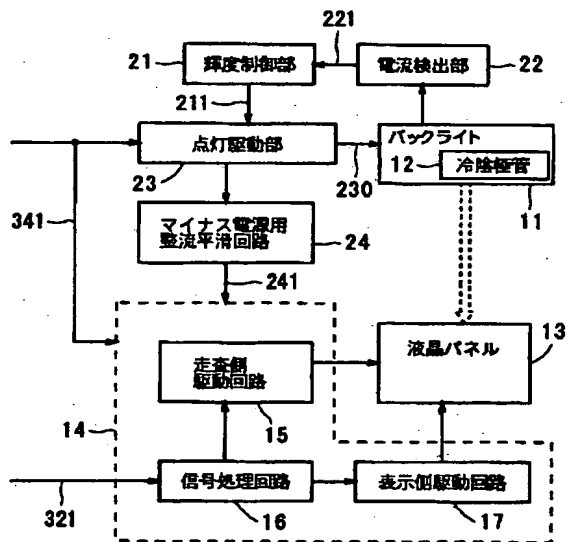 221
21
輝度制御部
電流検出部
22
211
点灯駆動部
バックライト
12
冷陰極管
23
230
11
341
マイナス電源用
整流平滑回路
24
241
液晶パネル
13
走査側
駆動回路
14
15
信号処理回路
表示側駆動回路
321
16
17